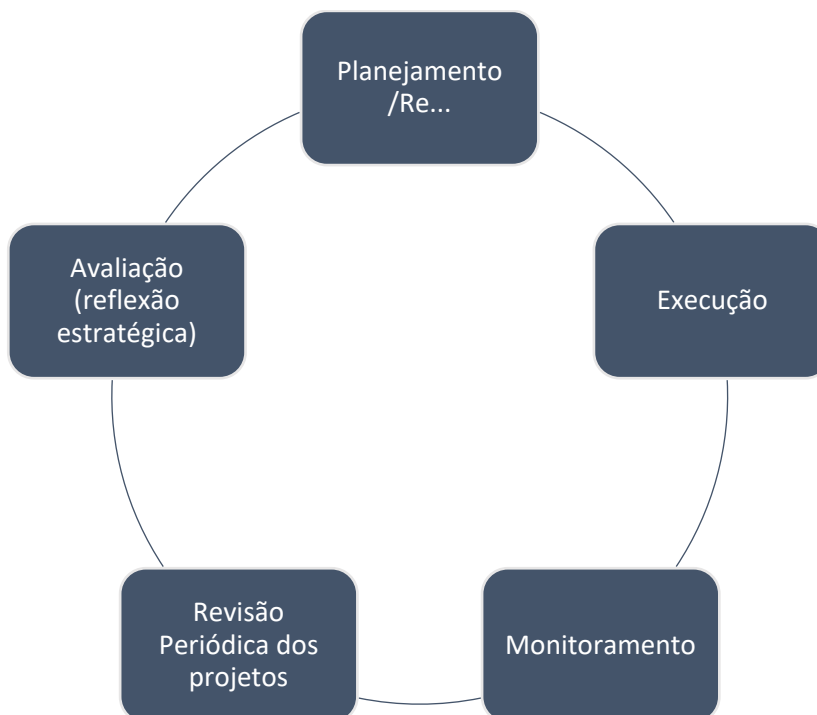 Planejamento
/Re...
Execução
Monitoramento
Revisão
Periódica dos
projetos
Avaliação
(reflexão
estratégica)